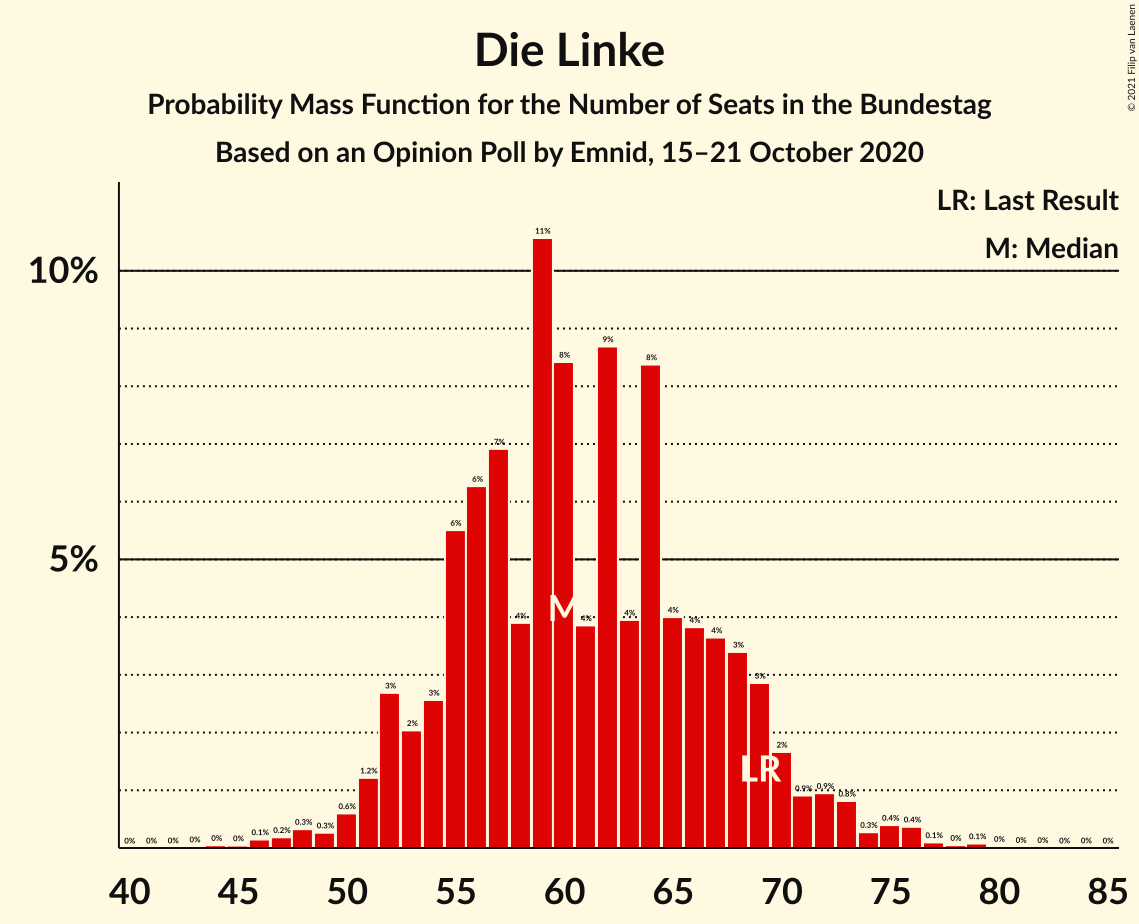 Die Linke
Probability Mass Function for the Number of Seats in the Bundestag
Based on an Opinion Poll by Emnid, 15–21 October 2020
© 2021 Filip van Laenen
LR: Last Result
M: Median
10%
5%
0% 0% 0% 0% 0% 0% 0.1% 0.2% 0.3% 0.3% 0.6% 1.2% 3% 2% 3% 6% 6% 7% 4% 11% 8% 4% 9% 4% 8% 4% 4% 4% 3% 3% 2% 0.9% 0.9% 0.8% 0.3% 0.4% 0.4% 0.1% 0% 0.1% 0% 0% 0% 0% 0% 0%
M
LR
40 45 50 55 60 65 70 75 80 85